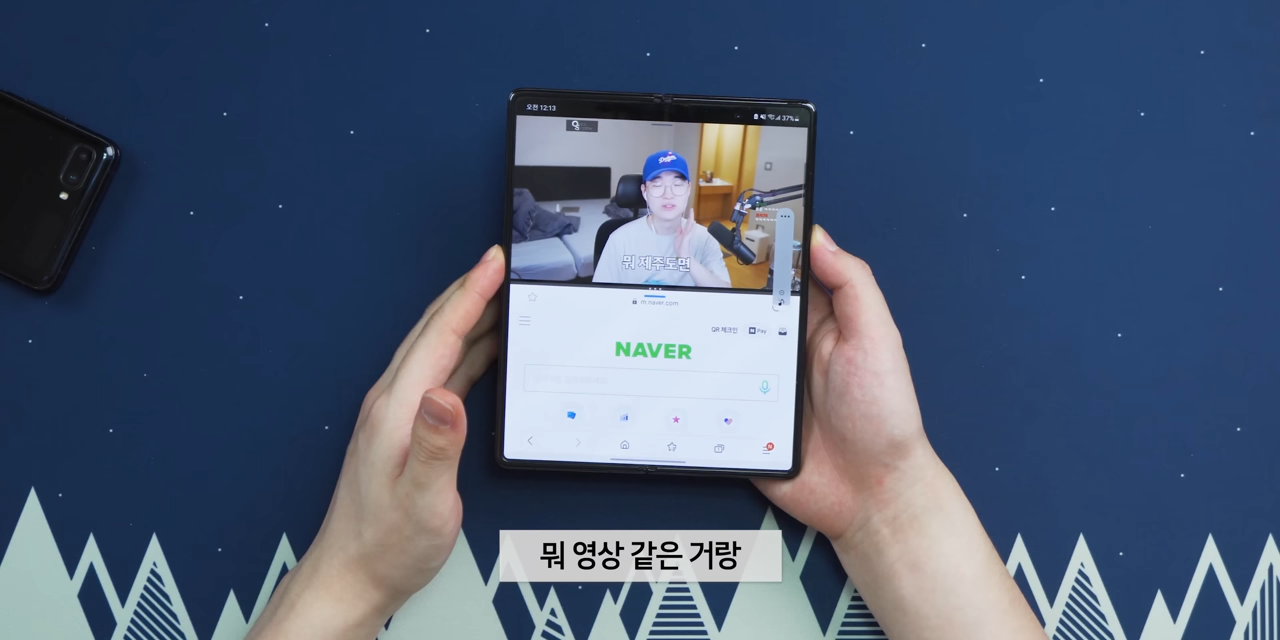 오전 12:13
37%
뭐 제주도면
m.naver.com
QR 체크인
Pay
NAVER
뭐 영상 같은 거랑